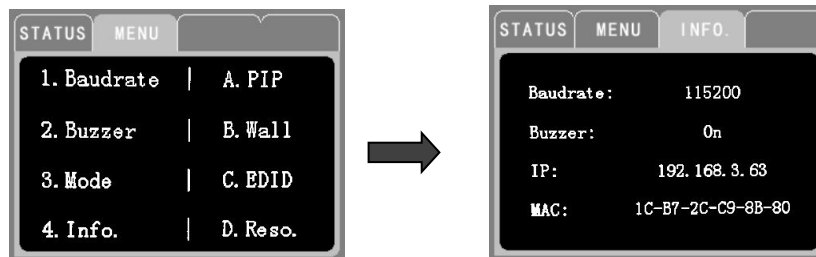 STATUS MENU
1. Baudrate | A. PIP
2. Buzzer | B. Wall
3. Mode | C. EDID
4. Info. | D. Reso.
STATUS MENU INFO.
Baudrate: 115200
Buzzer: On
IP: 192.168.3.63
MAC: 1C-B7-2C-C9-8B-80